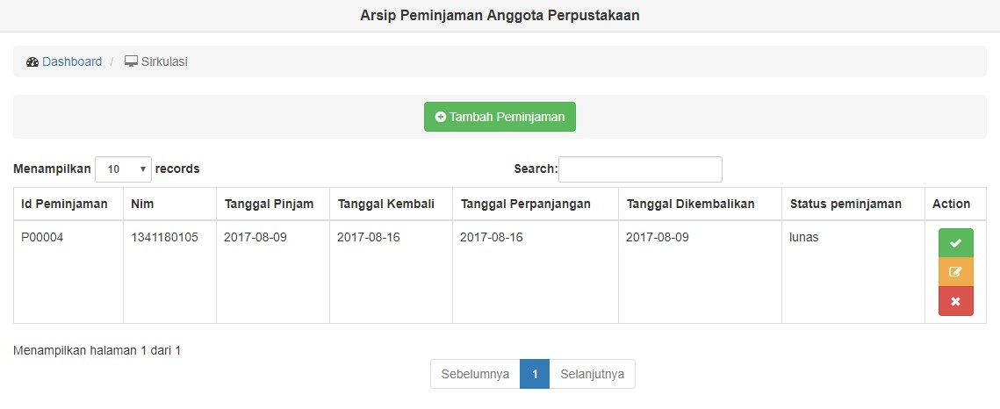 Arsip Peminjaman Anggota Perpustakaan
Dashboard / Sirkulasi
Tambah Peminjaman
Menampilkan 10 records Search:
Id Peminjaman Nim Tanggal Pinjam Tanggal Kembali Tanggal Perpanjangan Tanggal Dikembalikan Status peminjaman Action
P00004 1341180105 2017-08-09 2017-08-16 2017-08-16 2017-08-09 lunas
Menampilkan halaman 1 dari 1
Sebelumnya 1 Selanjutnya